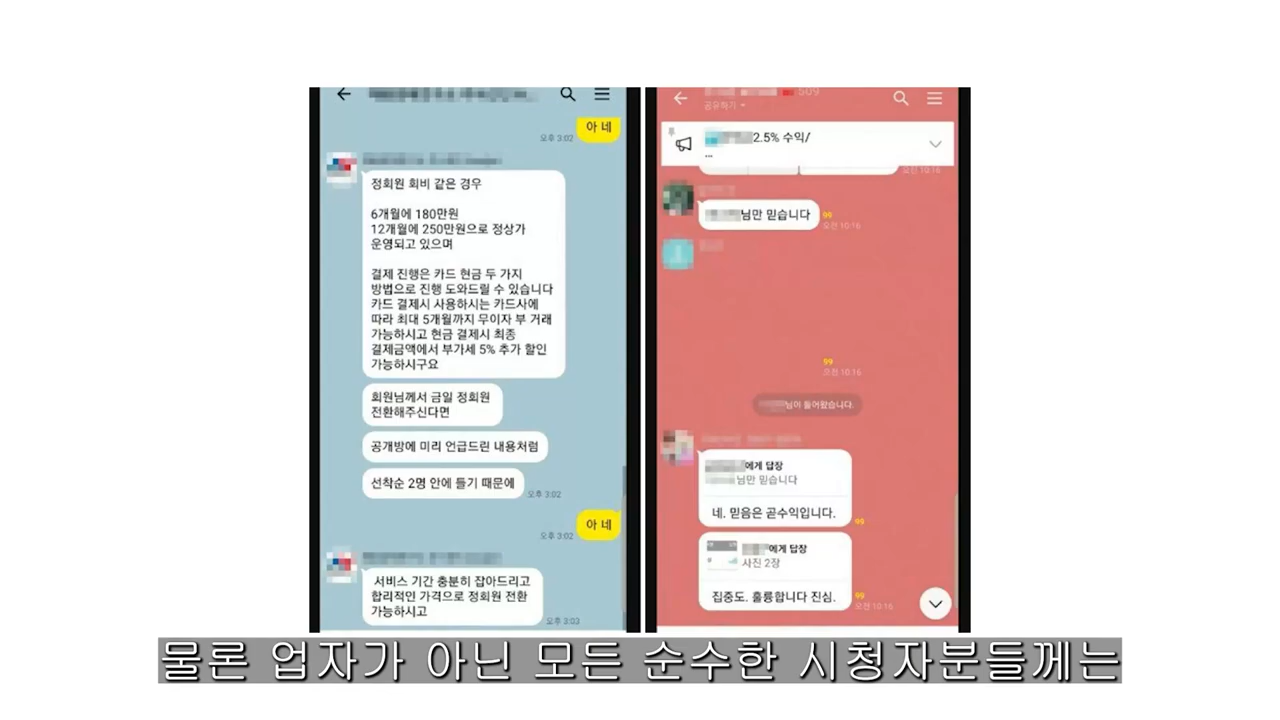 아 네
오후 3:02
정회원 회비 같은 경우
6개월에 180만원
12개월에 250만원으로 정상가
운영되고 있으며
결제 진행은 카드 현금 두 가지
방법으로 진행 도와드릴 수 있습니다
카드 결제시 사용하시는 카드사에
따라 최대 5개월까지 무이자 부 거래
가능하시고 현금 결제시 최종
결제금액에서 부가세 5% 추가 할인
가능하시구요
회원님께서 금일 정회원
전환해주신다면
공개방에 미리 언급드린 내용처럼
선착순 2명 안에 들기 때문에
오후 3:02
아 네
오후 3:02
서비스 기간 충분히 잡아드리고
합리적인 가격으로 정회원 전환
가능하시고
오후 3:03
509
공유하기
2.5% 수익/
...
오전 10:16
님만 믿습니다
99
오전 10:16
99
오전 10:16
님이 들어왔습니다.
에게 답장
님만 믿습니다
네. 믿음은 곧수익입니다.
99
에게 답장
사진 2장
집중도. 훌륭합니다 진심.
99
오전 10:16
물론 업자가 아닌 모든 순수한 시청자분들께는